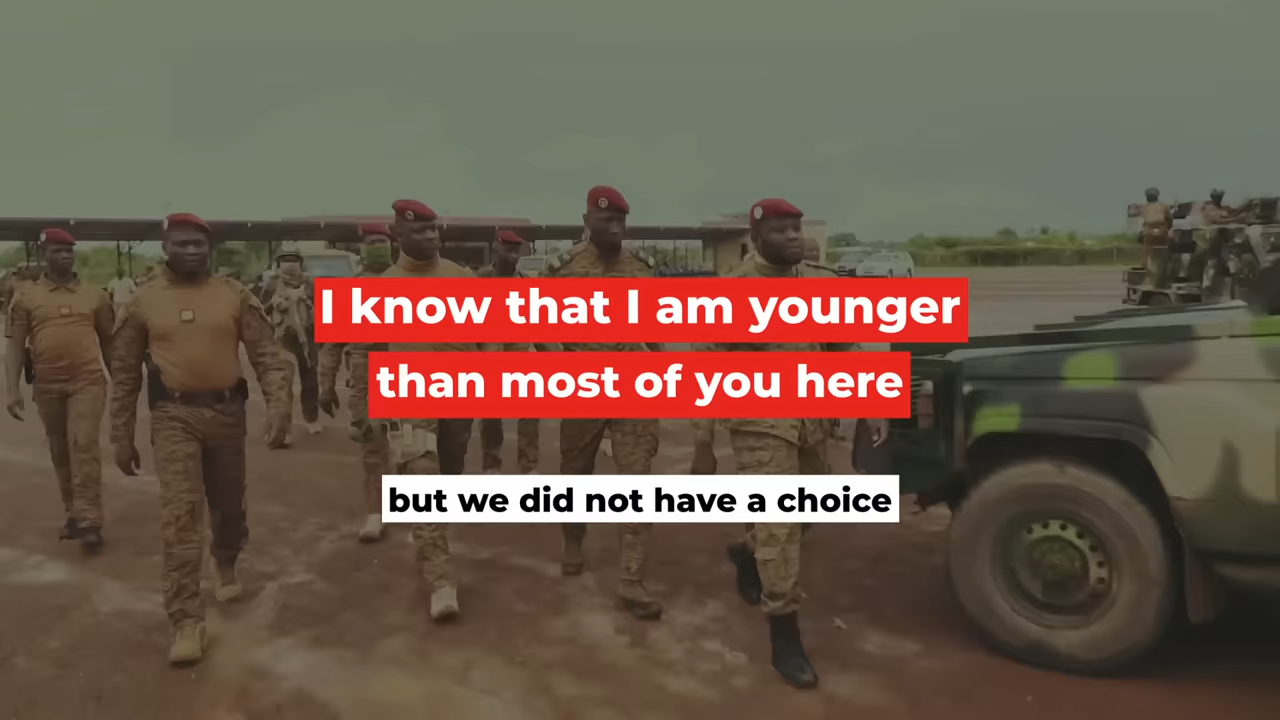 I know that I am younger
than most of you here
but we did not have a choice